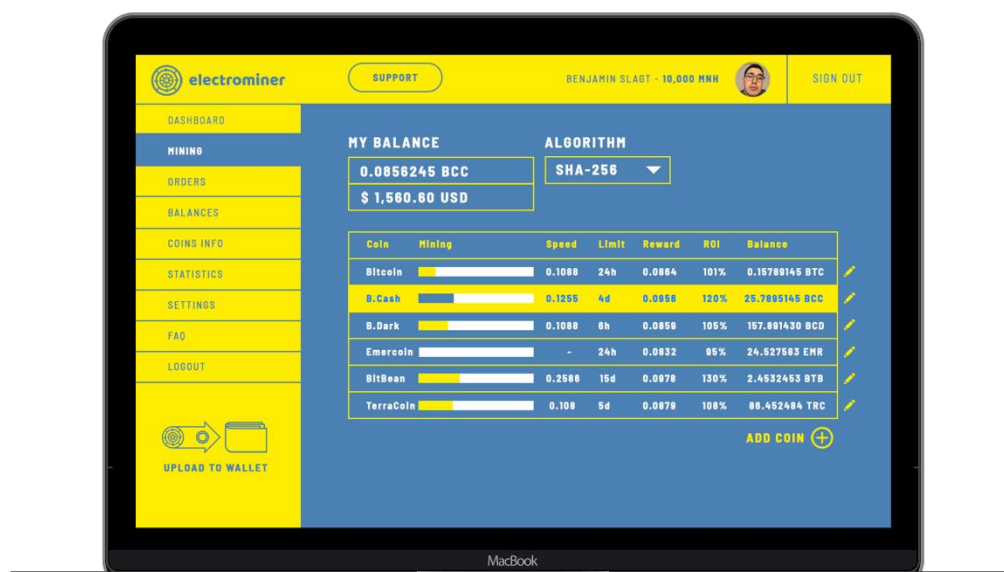 electrominer
SUPPORT
BENJAMIN SLAGT - 10,000 MNH
SIGN OUT
DASHBOARD
MINING
ORDERS
BALANCES
COINS INFO
STATISTICS
SETTINGS
FAQ
LOGOUT
UPLOAD TO WALLET
MY BALANCE
0.0856245 BCC
$ 1,560.60 USD
ALGORITHM
SHA-256
Coin Mining Speed Limit Reward ROI Balance
Bitcoin 0.1088 24h 0.0864 101% 0.15789145 BTC
B.Cash 0.1255 4d 0.0956 120% 25.7895145 BCC
B.Dark 0.1088 6h 0.0859 105% 157.891430 BCD
Emercoin - 24h 0.0832 95% 24.527583 EMR
BitBean 0.2586 15d 0.0978 130% 2.4532453 BTB
TerraCoin 0.108 5d 0.0879 108% 86.452484 TRC
ADD COIN
MacBook